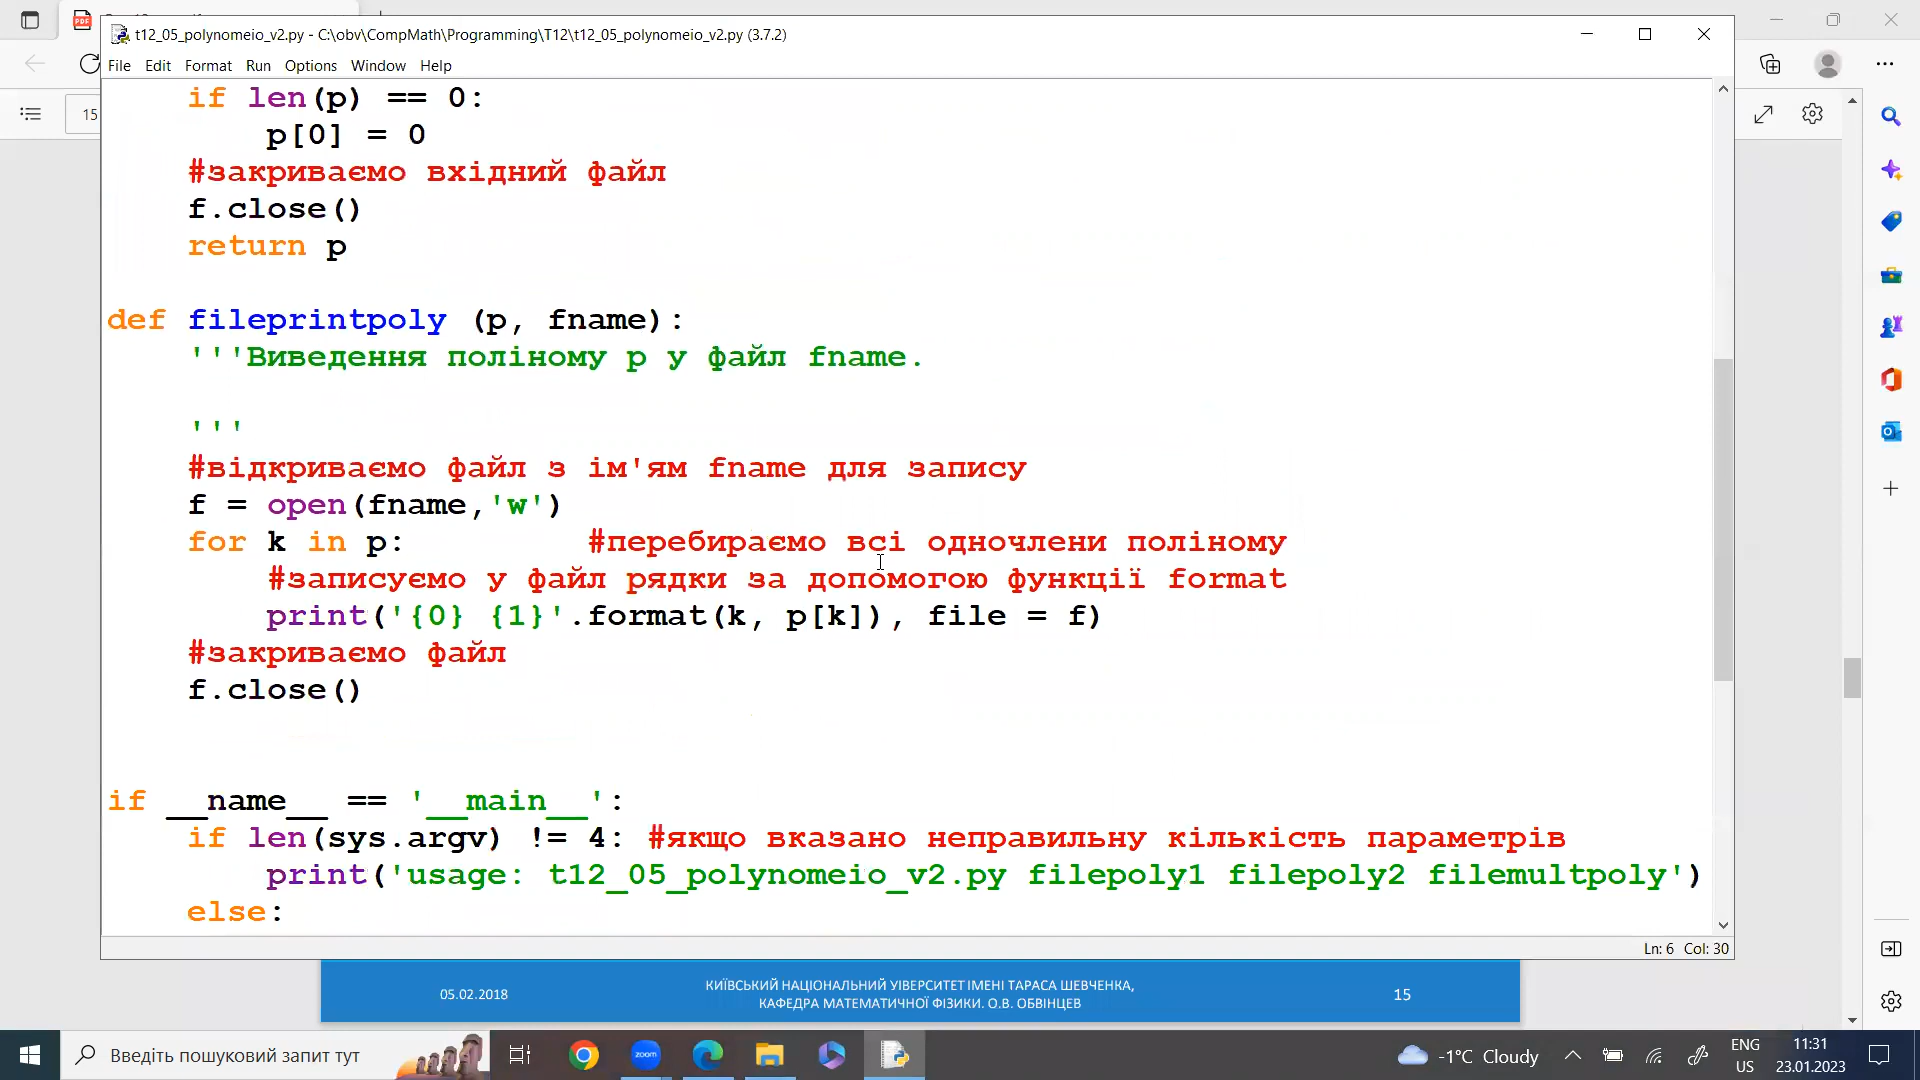 t12_05_polynomeio_v2.py - C:\obv\CompMath\Programming\T12\t12_05_polynomeio_v2.py (3.7.2)
File Edit Format Run Options Window Help
15
if len(p) == 0:
p[0] = 0
#закриваємо вхідний файл
f.close()
return p
def fileprintpoly (p, fname):
'''Виведення поліному p у файл fname.
'''
#відкриваємо файл з ім'ям fname для запису
f = open(fname,'w')
for k in p: #перебираємо всі одночлени поліному
#записуємо у файл рядки за допомогою функції format
print('{0} {1}'.format(k, p[k]), file = f)
#закриваємо файл
f.close()
if __name__ == '__main__':
if len(sys.argv) != 4: #якщо вказано неправильну кількість параметрів
print('usage: t12_05_polynomeio_v2.py filepoly1 filepoly2 filemultpoly')
else:
Ln: 6 Col: 30
05.02.2018
КИЇВСЬКИЙ НАЦІОНАЛЬНИЙ УІВЕРСИТЕТ ІМЕНІ ТАРАСА ШЕВЧЕНКА,
КАФЕДРА МАТЕМАТИЧНОЇ ФІЗИКИ. О.В. ОБВІНЦЕВ
15
Введіть пошуковий запит тут
zoom
-1°C Cloudy
ENG
US
11:31
23.01.2023